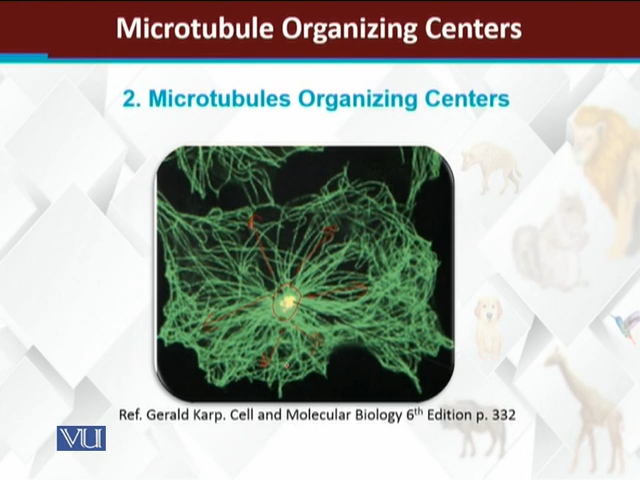 Microtubule Organizing Centers
2. Microtubules Organizing Centers
Ref. Gerald Karp. Cell and Molecular Biology 6th Edition p. 332
VU